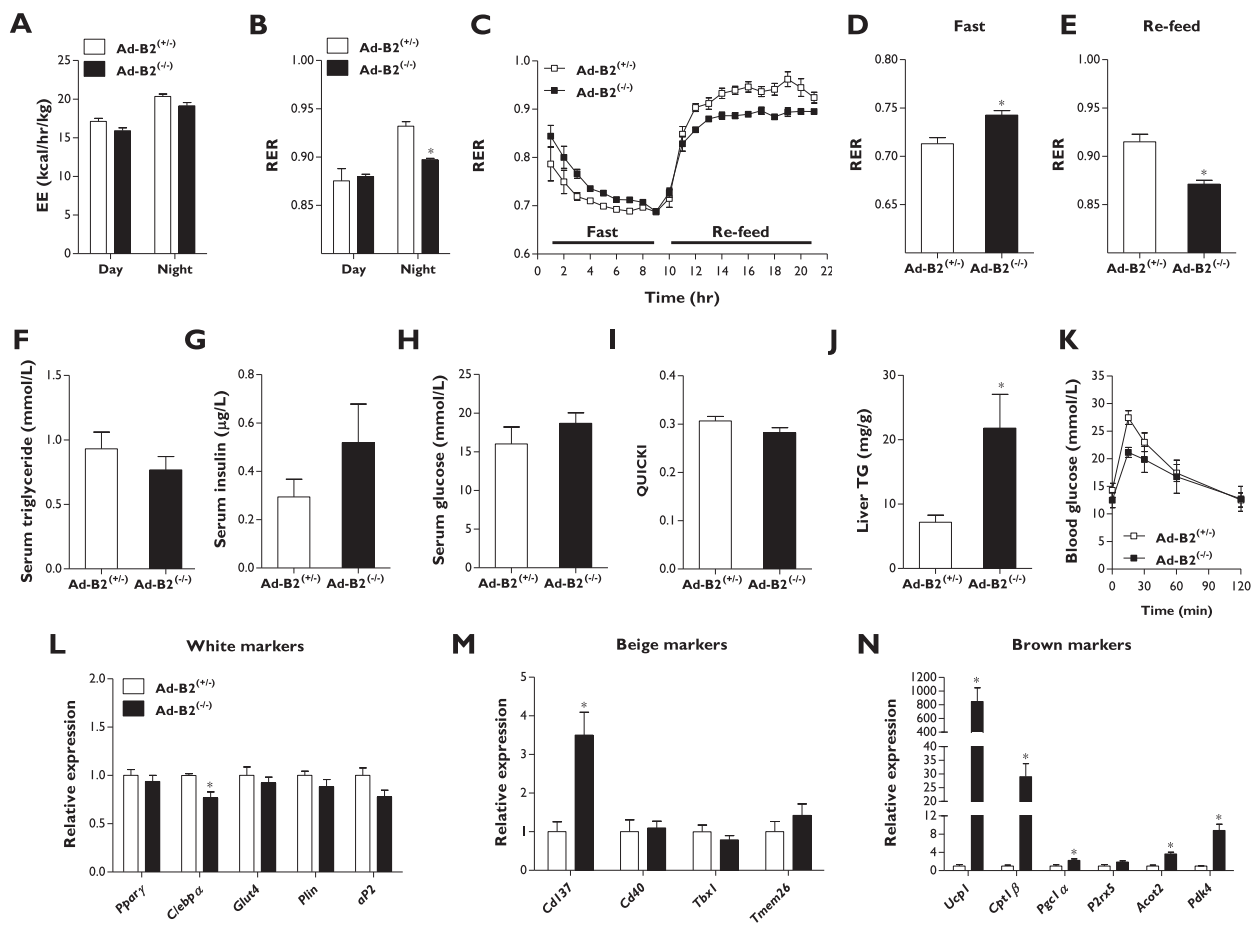 A
Ad-B2(+/-)
Ad-B2(-/-)
EE (kcal/hr/kg)
25
20
15
10
5
0
Day Night
B
Ad-B2(+/-)
Ad-B2(-/-)
RER
1.00
0.95
0.90
0.85
*
Day Night
C
Ad-B2(+/-)
Ad-B2(-/-)
RER
1.0
0.9
0.8
0.7
0.6
Fast Re-feed
0 2 4 6 8 10 12 14 16 18 20 22
Time (hr)
D
Fast
RER
0.80
0.75
0.70
0.65
*
Ad-B2(+/-) Ad-B2(-/-)
E
Re-feed
RER
1.00
0.95
0.90
0.85
*
Ad-B2(+/-) Ad-B2(-/-)
F
Serum triglyceride (mmol/L)
1.5
1.0
0.5
0.0
Ad-B2(+/-) Ad-B2(-/-)
G
Serum insulin (μg/L)
0.8
0.6
0.4
0.2
0.0
Ad-B2(+/-) Ad-B2(-/-)
H
Serum glucose (mmol/L)
25
20
15
10
5
0
Ad-B2(+/-) Ad-B2(-/-)
I
QUICKI
0.4
0.3
0.2
0.1
0.0
Ad-B2(+/-) Ad-B2(-/-)
J
Liver TG (mg/g)
30
20
10
0
*
Ad-B2(+/-) Ad-B2(-/-)
K
Blood glucose (mmol/L)
35
30
25
20
15
10
5
0
Ad-B2(+/-)
Ad-B2(-/-)
0 30 60 90 120
Time (min)
L
White markers
Ad-B2(+/-)
Ad-B2(-/-)
Relative expression
2.0
1.5
1.0
0.5
0.0
*
Pparγ C/ebpα Glut4 Plin aP2
M
Beige markers
Relative expression
5
4
3
2
1
0
*
Cd137 Cd40 Tbx1 Tmem26
N
Brown markers
Relative expression
1200
1000
800
600
400
40
35
30
25
20
12
8
4
0
* * * * *
Ucp1 Cpt1β Pgc1α P2rx5 Acot2 Pdk4